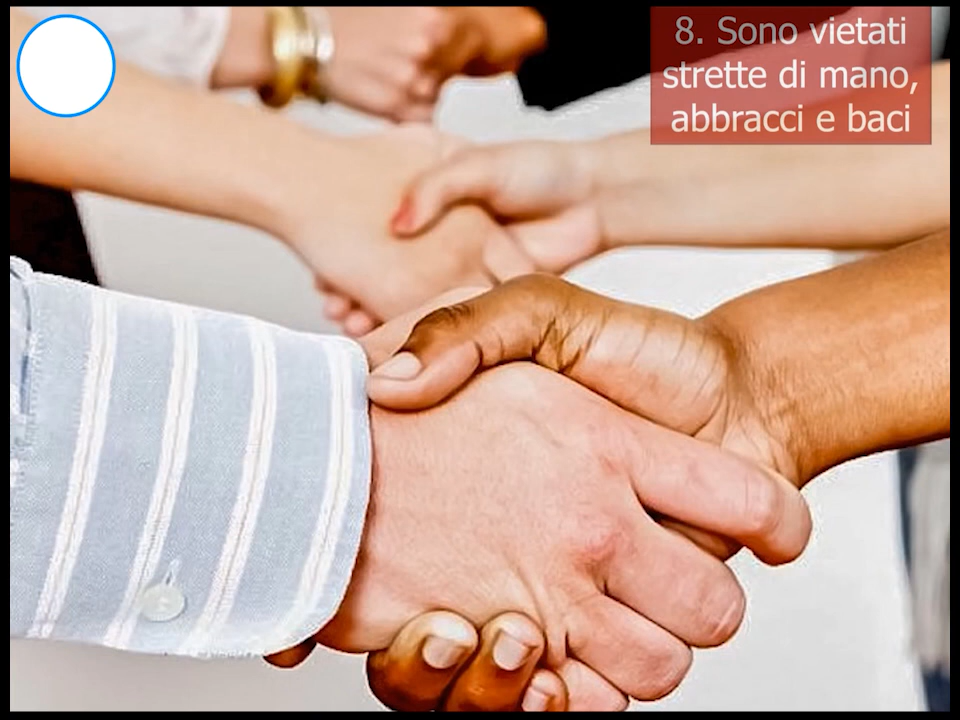 8. Sono vietati
strette di mano,
abbracci e baci